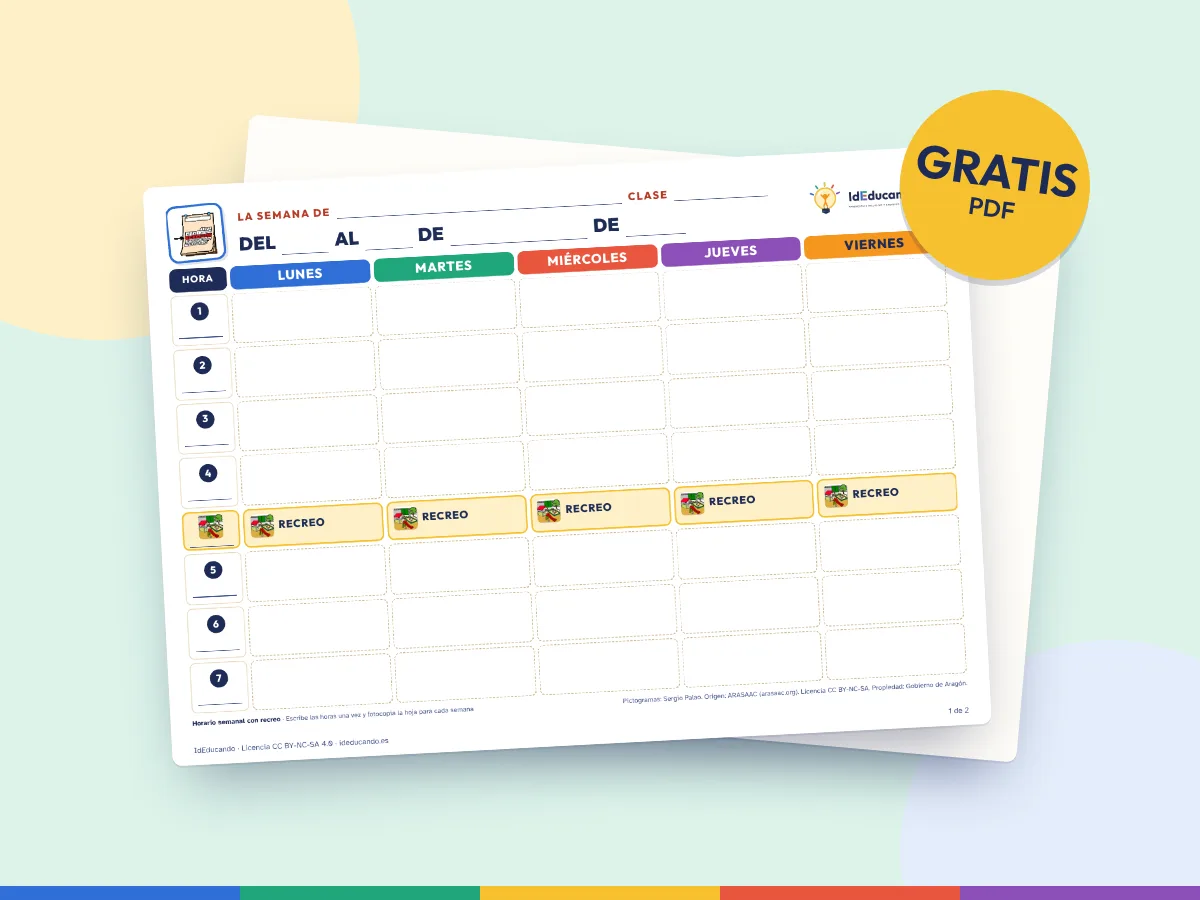 GRATIS
PDF
LA SEMANA DE CLASE
IdEducan
DEL AL DE DE
HORA LUNES MARTES MIÉRCOLES JUEVES VIERNES
1
2
3
4
RECREO RECREO RECREO RECREO RECREO
5
6
7
Horario semanal con recreo · Escribe las horas una vez y fotocopia la hoja para cada semana
Pictogramas: Sergio Palao. Origen: ARASAAC (arasaac.org). Licencia CC BY-NC-SA. Propiedad: Gobierno de Aragón.
IdEducando · Licencia CC BY-NC-SA 4.0 · ideducando.es
1 de 2